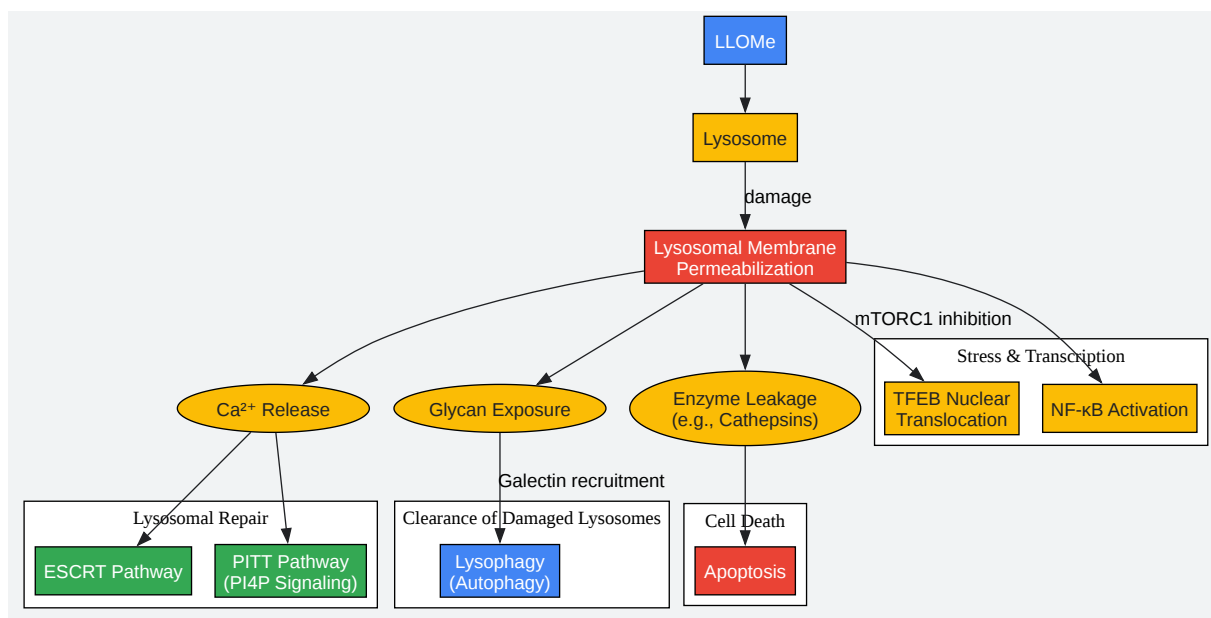 LLOMe
Lysosome
damage
Lysosomal Membrane
Permeabilization
mTORC1 inhibition
Stress & Transcription
Ca²⁺ Release
Glycan Exposure
Enzyme Leakage
(e.g., Cathepsins)
TFEB Nuclear
Translocation
NF-κB Activation
Galectin recruitment
Lysosomal Repair
Clearance of Damaged Lysosomes
Cell Death
ESCRT Pathway
PITT Pathway
(PI4P Signaling)
Lysophagy
(Autophagy)
Apoptosis